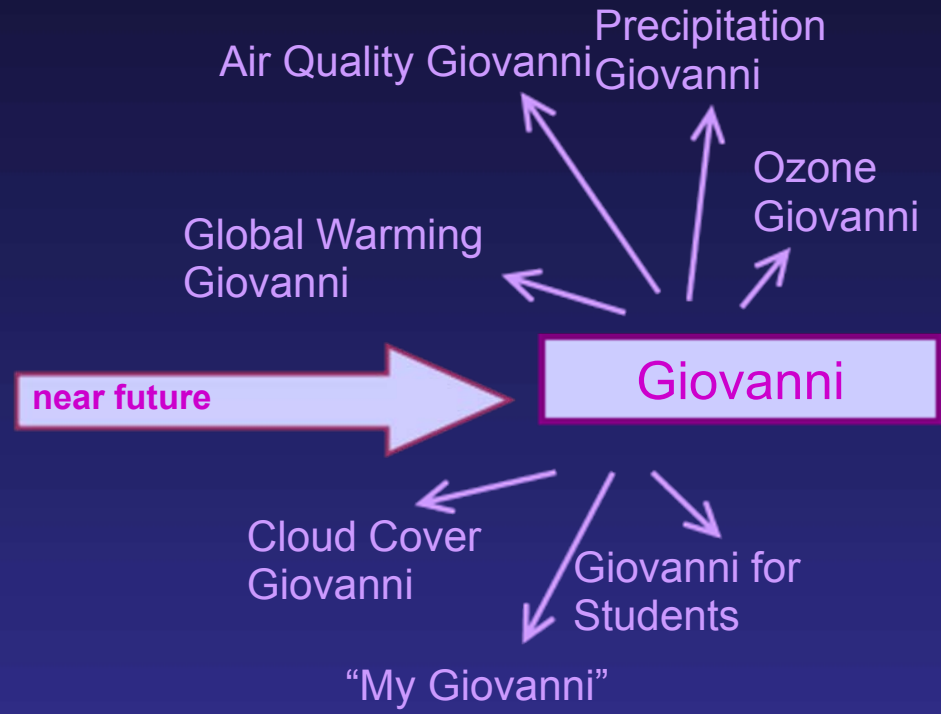 Air Quality Giovanni
Precipitation
Giovanni
Ozone
Giovanni
Global Warming
Giovanni
near future
Giovanni
Cloud Cover
Giovanni
Giovanni for
Students
“My Giovanni”